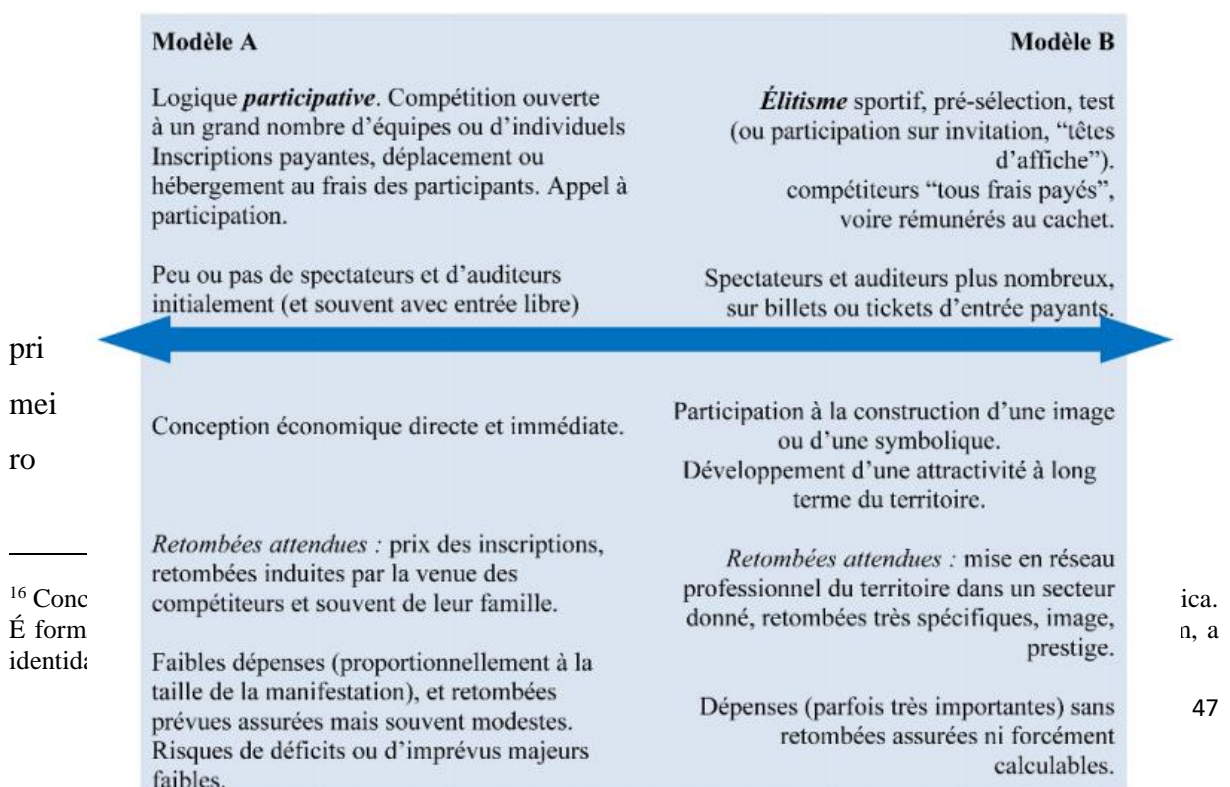 Modèle A
Logique participative. Compétition ouverte
à un grand nombre d’équipes ou d’individuels
Inscriptions payantes, déplacement ou
hébergement au frais des participants. Appel à
participation.
Peu ou pas de spectateurs et d’auditeurs
initialement (et souvent avec entrée libre)
Modèle B
Élitisme sportif, pré-sélection, test
(ou participation sur invitation, “têtes
d’affiche”).
compétiteurs “tous frais payés”,
voire rémunérés au cachet.
Spectateurs et auditeurs plus nombreux,
sur billets ou tickets d’entrée payants.
pri
mei
ro
Conception économique directe et immédiate.
Retombées attendues : prix des inscriptions,
retombées induites par la venue des
compétiteurs et souvent de leur famille.
Faibles dépenses (proportionnellement à la
taille de la manifestation), et retombées
prévues assurées mais souvent modestes.
Risques de déficits ou d’imprévus majeurs
faibles.
Participation à la construction d’une image
ou d’une symbolique.
Développement d’une attractivité à long
terme du territoire.
Retombées attendues : mise en réseau
professionnel du territoire dans un secteur
donné, retombées très spécifiques, image,
prestige.
Dépenses (parfois très importantes) sans
retombées assurées ni forcément
calculables.
16 Conc
ica.
É form
, a
47